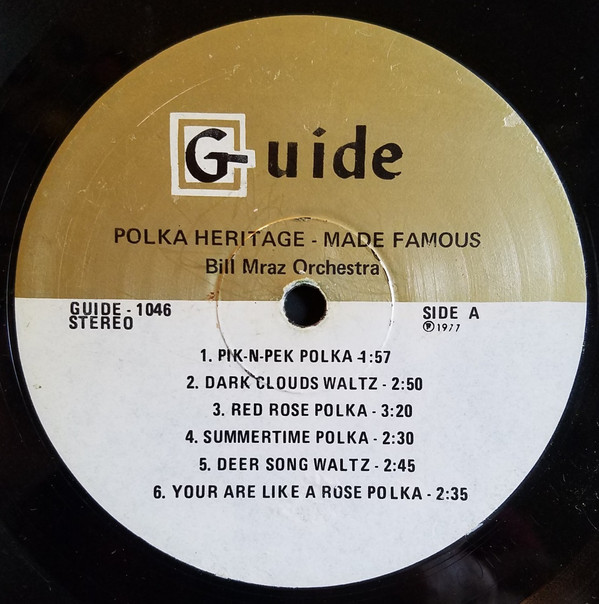 Guide
POLKA HERITAGE - MADE FAMOUS
Bill Mraz Orchestra
GUIDE - 1046
STEREO
SIDE A
℗1977
1. PIK-N-PEK POLKA - 1:57
2. DARK CLOUDS WALTZ - 2:50
3. RED ROSE POLKA - 3:20
4. SUMMERTIME POLKA - 2:30
5. DEER SONG WALTZ - 2:45
6. YOUR ARE LIKE A ROSE POLKA - 2:35